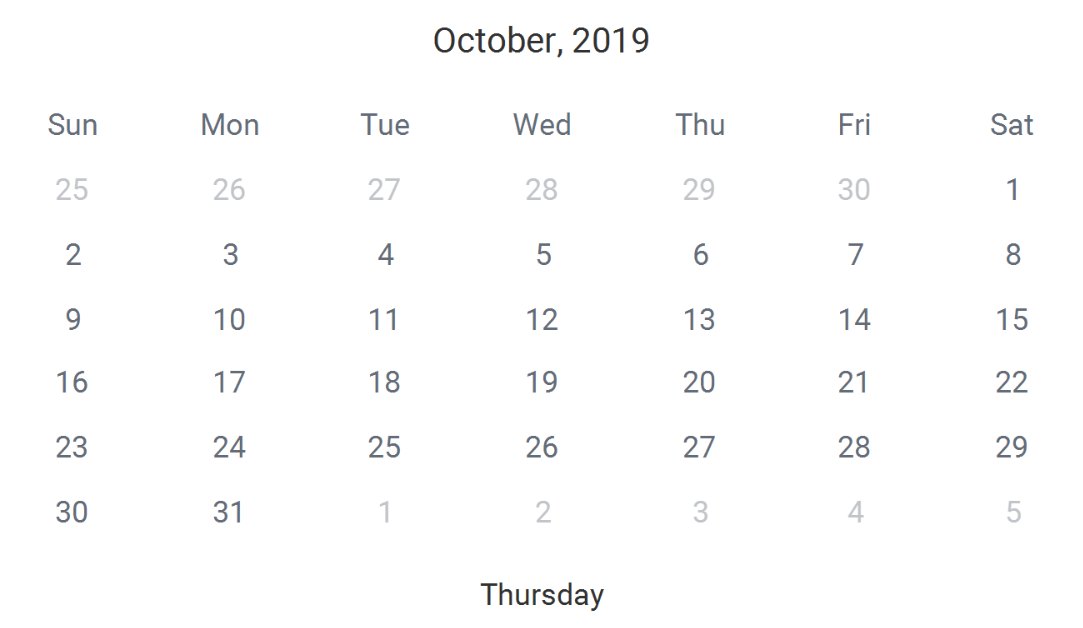 October, 2019
Sun Mon Tue Wed Thu Fri Sat
25 26 27 28 29 30 1
2 3 4 5 6 7 8
9 10 11 12 13 14 15
16 17 18 19 20 21 22
23 24 25 26 27 28 29
30 31 1 2 3 4 5
Thursday